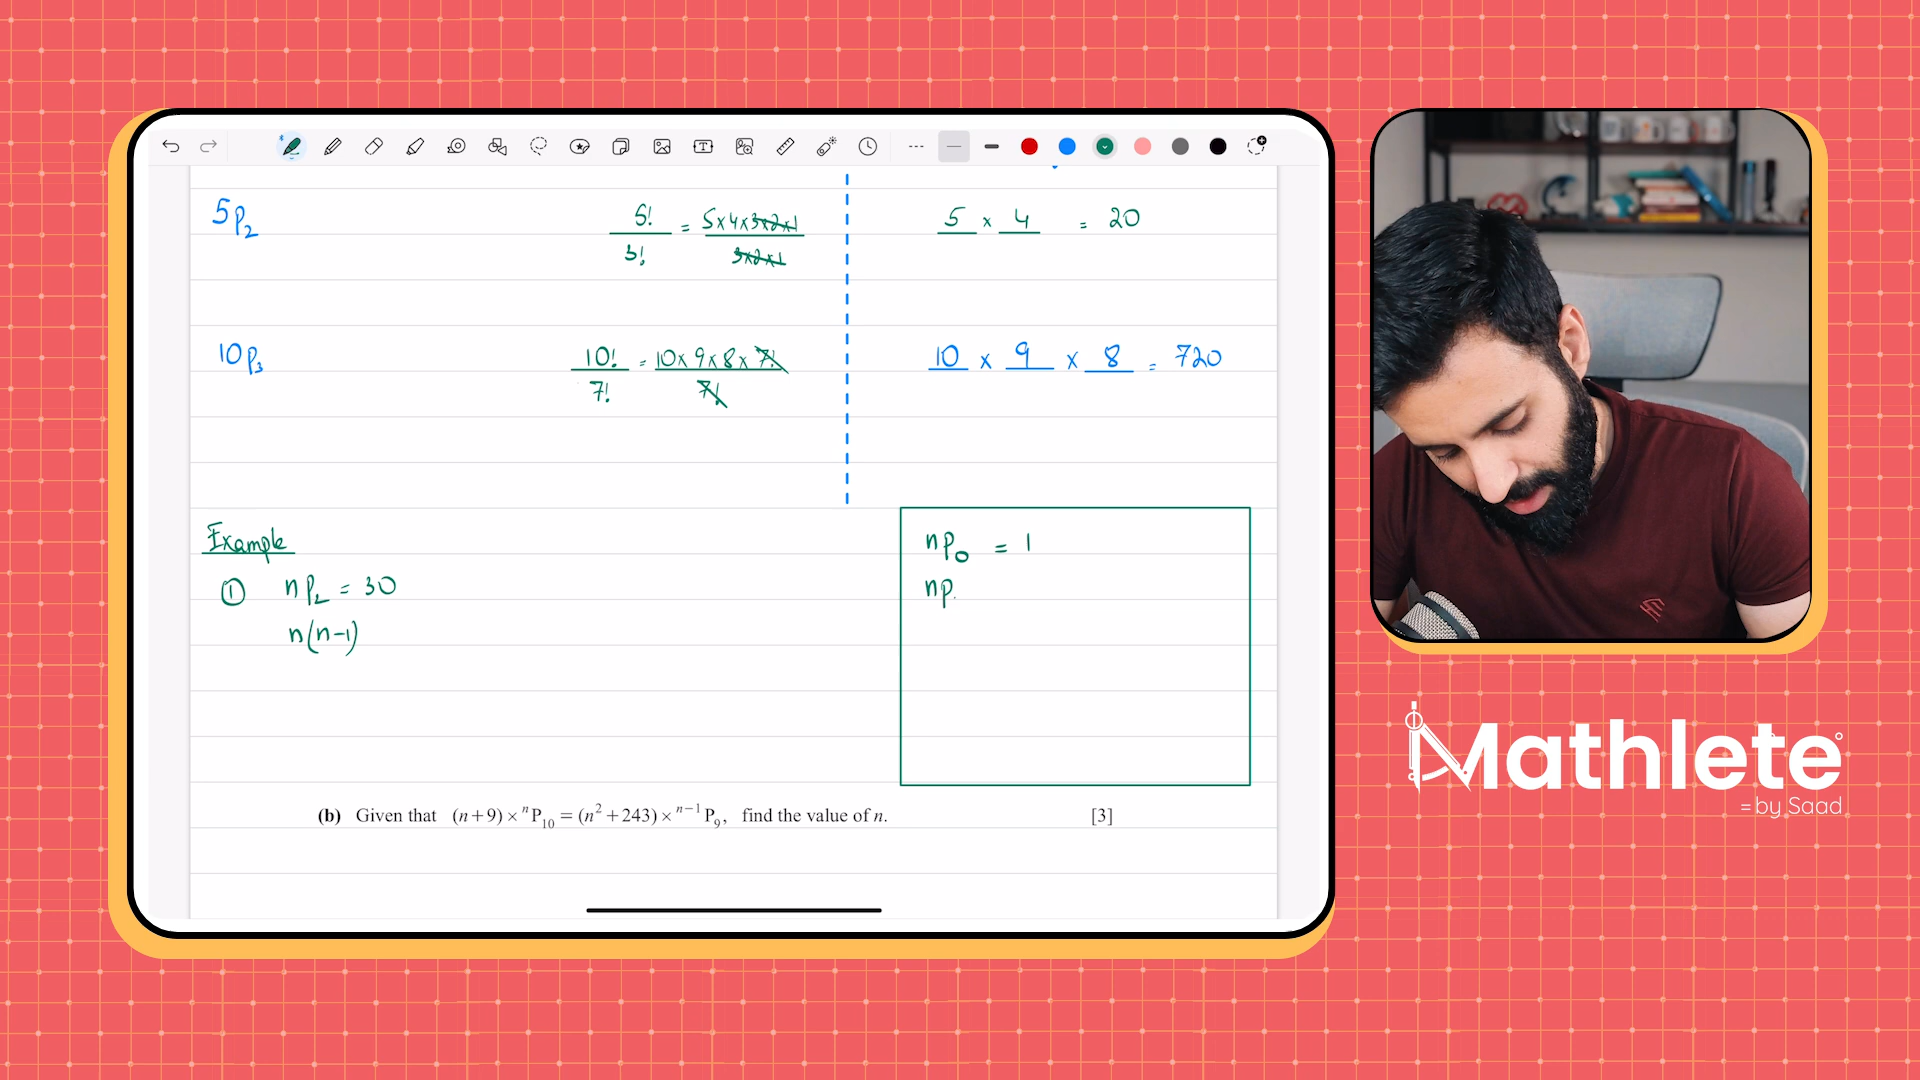 5P₂ 5!/3! = 5x4x3x2x1/3x2x1 5 x 4 = 20
10P₃ 10!/7! = 10x9x8x7!/7! 10 x 9 x 8 = 720
Example
① nP₂ = 30
n(n-1)
nP₀ = 1
nP
(b) Given that (n+9) × ⁿP₁₀ = (n² + 243) × ⁿ⁻¹P₉, find the value of n. [3]
Mathlete
= by Saad